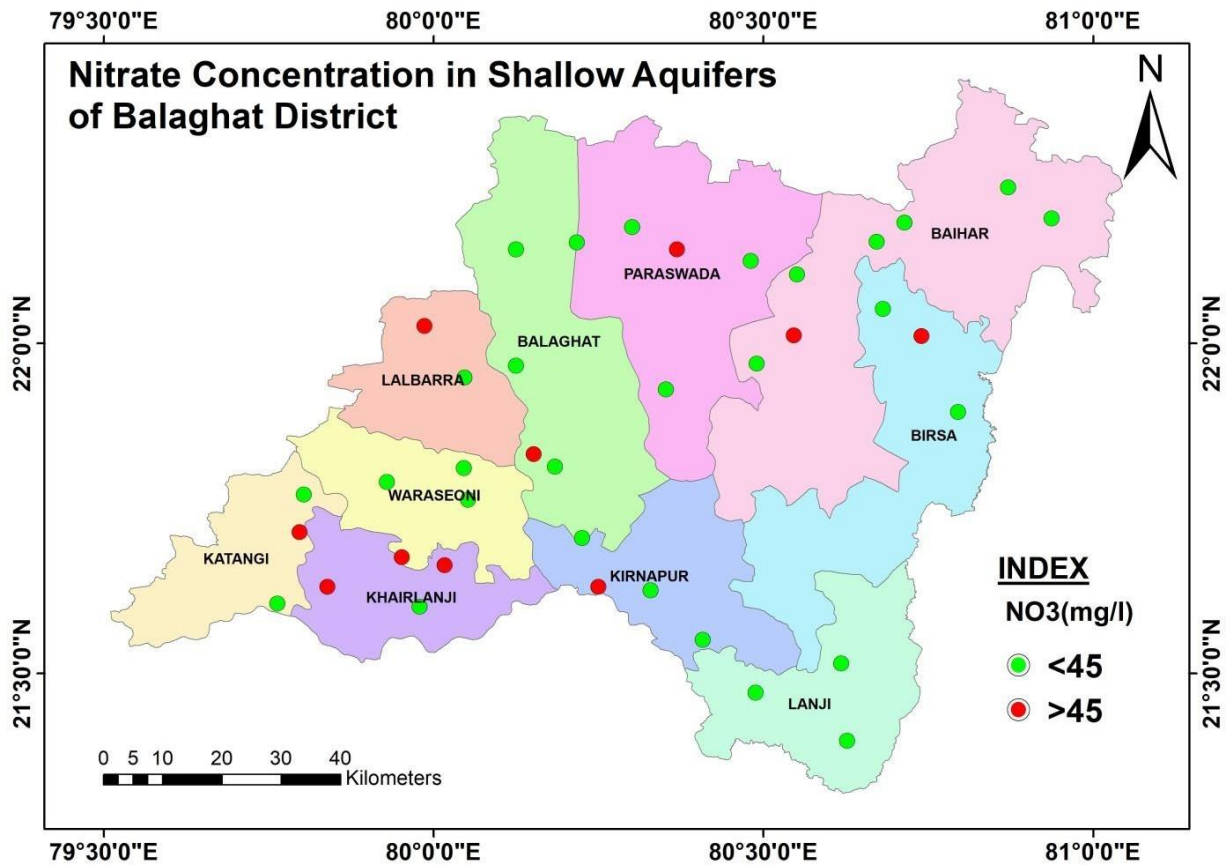 79°30'0"E 80°0'0"E 80°30'0"E 81°0'0"E
Nitrate Concentration in Shallow Aquifers
of Balaghat District
N
BAIHAR
PARASWADA
22°0'0"N
22°0'0"N
BALAGHAT
LALBARRA
BIRSA
WARASEONI
KATANGI
KIRNAPUR
KHAIRLANJI
INDEX
NO3(mg/l)
<45
>45
21°30'0"N
21°30'0"N
LANJI
0 5 10 20 30 40
Kilometers
79°30'0"E 80°0'0"E 80°30'0"E 81°0'0"E